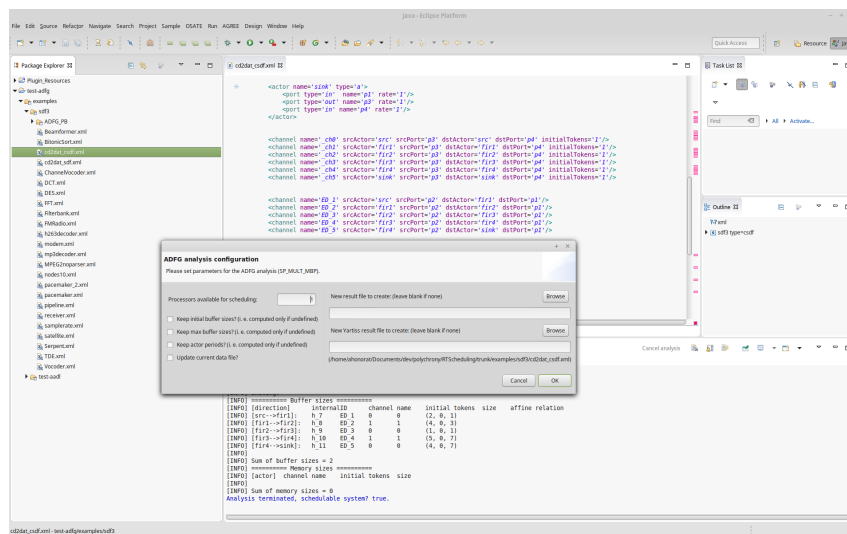 Java - Eclipse Platform
File Edit Source Refactor Navigate Search Project Sample OSATE Run AGREE Design Window Help
Quick Access
Resource
Package Explorer
Plugin_Resources
test-adfg
examples
sdf3
ADFG_PB
Beamformer.xml
BitonicSort.xml
cd2dat_csdf.xml
cd2dat_sdf.xml
ChannelVocoder.xml
DCT.xml
DES.xml
FFT.xml
Filterbank.xml
FMRadio.xml
h263decoder.xml
modem.xml
mp3decoder.xml
MPEG2noparser.xml
nodes10.xml
pacemaker_2.xml
pacemaker.xml
pipeline.xml
receiver.xml
samplerate.xml
satellite.xml
Serpent.xml
TDE.xml
Vocoder.xml
test-aadl
cd2dat_csdf.xml
<actor name='sink' type='a'>
<port type='in' name='p1' rate='1'/>
<port type='out' name='p3' rate='1'/>
<port type='in' name='p4' rate='1'/>
</actor>
<channel name='_ch0' srcActor='src' srcPort='p3' dstActor='src' dstPort='p4' initialTokens='1'/>
<channel name='_ch1' srcActor='fir1' srcPort='p3' dstActor='fir1' dstPort='p4' initialTokens='1'/>
<channel name='_ch2' srcActor='fir2' srcPort='p3' dstActor='fir2' dstPort='p4' initialTokens='1'/>
<channel name='_ch3' srcActor='fir3' srcPort='p3' dstActor='fir3' dstPort='p4' initialTokens='1'/>
<channel name='_ch4' srcActor='fir4' srcPort='p3' dstActor='fir4' dstPort='p4' initialTokens='1'/>
<channel name='_ch5' srcActor='sink' srcPort='p3' dstActor='sink' dstPort='p4' initialTokens='1'/>
<channel name='ED_1' srcActor='src' srcPort='p2' dstActor='fir1' dstPort='p1'/>
<channel name='ED_2' srcActor='fir1' srcPort='p2' dstActor='fir2' dstPort='p1'/>
<channel name='ED_3' srcActor='fir2' srcPort='p2' dstActor='fir3' dstPort='p1'/>
<channel name='ED_4' srcActor='fir3' srcPort='p2' dstActor='fir4' dstPort='p1'/>
<channel name='ED_5' srcActor='fir4' srcPort='p2' dstActor='sink' dstPort='p1'/>
Task List
Find
All
Activate...
Outline
xml
sdf3 type=csdf
ADFG analysis configuration
Please set parameters for the ADFG analysis (SP_MULT_MBP).
Processors available for scheduling:
Keep initial buffer sizes? (i. e. computed only if undefined)
Keep max buffer sizes? (i. e. computed only if undefined)
Keep actor periods? (i. e. computed only if undefined)
Update current data file?
New result file to create: (leave blank if none)
Browse
New Yartiss result file to create: (leave blank if none)
Browse
(/home/ahonorat/Documents/dev/polychrony/RTScheduling/trunk/examples/sdf3/cd2dat_csdf.xml)
Cancel
OK
Cancel analysis
[INFO] ========== Buffer sizes ==========
[INFO] [direction] internalID channel name initial tokens size affine relation
[INFO] [src-->fir1]: h_7 ED_1 0 0 (2, 0, 1)
[INFO] [fir1-->fir2]: h_8 ED_2 1 1 (4, 0, 3)
[INFO] [fir2-->fir3]: h_9 ED_3 0 0 (1, 0, 1)
[INFO] [fir3-->fir4]: h_10 ED_4 1 1 (5, 0, 7)
[INFO] [fir4-->sink]: h_11 ED_5 0 0 (4, 0, 7)
[INFO]
[INFO] Sum of buffer sizes = 2
[INFO] ========== Memory sizes ==========
[INFO] [actor] channel name initial tokens size
[INFO]
[INFO] Sum of memory sizes = 0
Analysis terminated, schedulable system? true.
cd2dat_csdf.xml - test-adfg/examples/sdf3